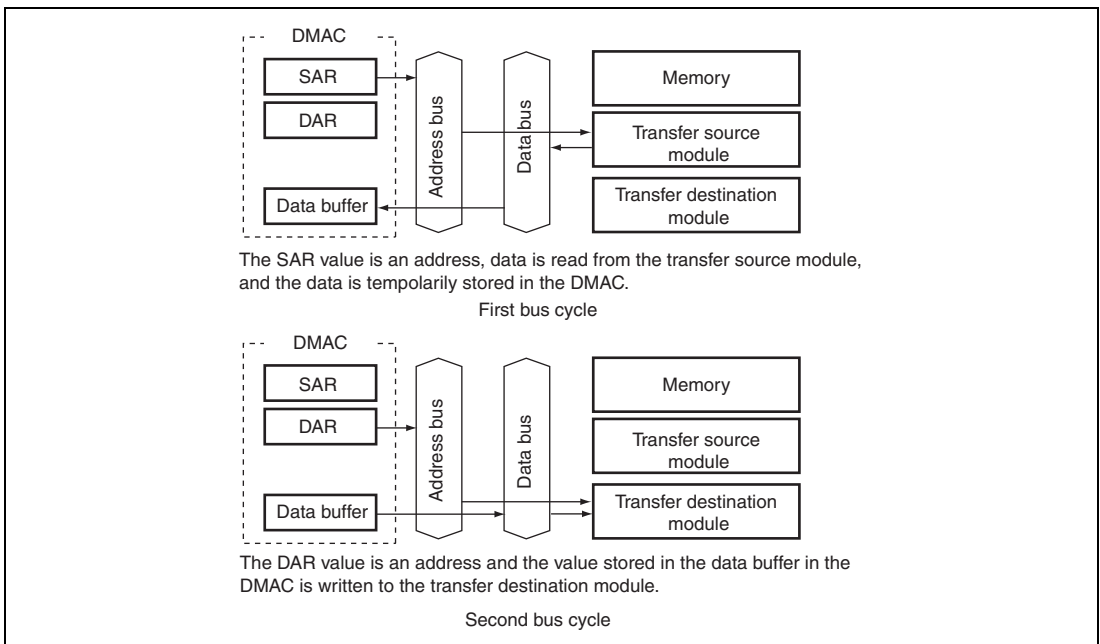 DMAC
SAR
DAR
Data buffer
Address bus
Data bus
Memory
Transfer source
module
Transfer destination
module
The SAR value is an address, data is read from the transfer source module,
and the data is tempolarily stored in the DMAC.
First bus cycle
DMAC
SAR
DAR
Data buffer
Address bus
Data bus
Memory
Transfer source
module
Transfer destination
module
The DAR value is an address and the value stored in the data buffer in the
DMAC is written to the transfer destination module.
Second bus cycle